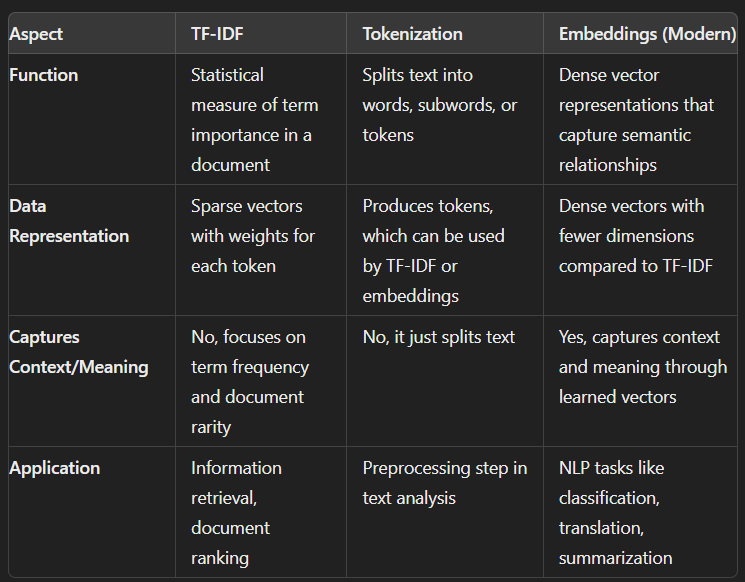 Aspect
TF-IDF
Tokenization
Embeddings (Modern)
Function
Statistical
measure of term
importance in a
document
Splits text into
words, subwords, or
tokens
Dense vector
representations that
capture semantic
relationships
Data
Representation
Sparse vectors
with weights for
each token
Produces tokens,
which can be used
by TF-IDF or
embeddings
Dense vectors with
fewer dimensions
compared to TF-IDF
Captures
Context/Meaning
No, focuses on
term frequency
and document
rarity
No, it just splits text
Yes, captures context
and meaning through
learned vectors
Application
Information
retrieval,
document
ranking
Preprocessing step in
text analysis
NLP tasks like
classification,
translation,
summarization